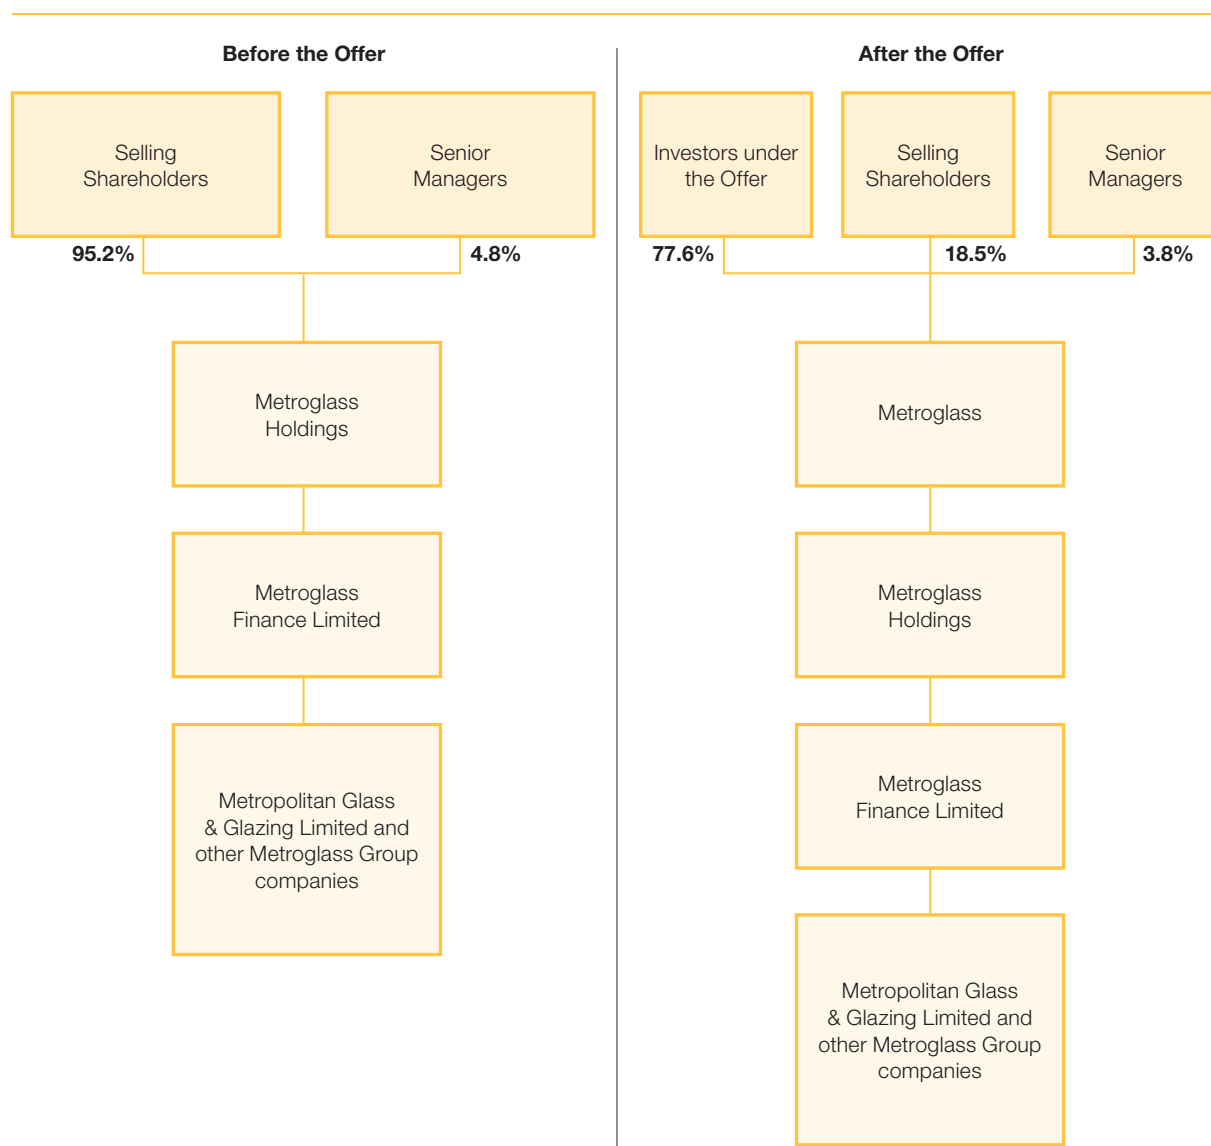 Before the Offer
Selling
Shareholders
Senior
Managers
95.2%
4.8%
Metroglass
Holdings
Metroglass
Finance Limited
Metropolitan Glass
& Glazing Limited and
other Metroglass Group
companies
After the Offer
Investors under
the Offer
Selling
Shareholders
Senior
Managers
77.6%
18.5%
3.8%
Metroglass
Metroglass
Holdings
Metroglass
Finance Limited
Metropolitan Glass
& Glazing Limited and
other Metroglass Group
companies